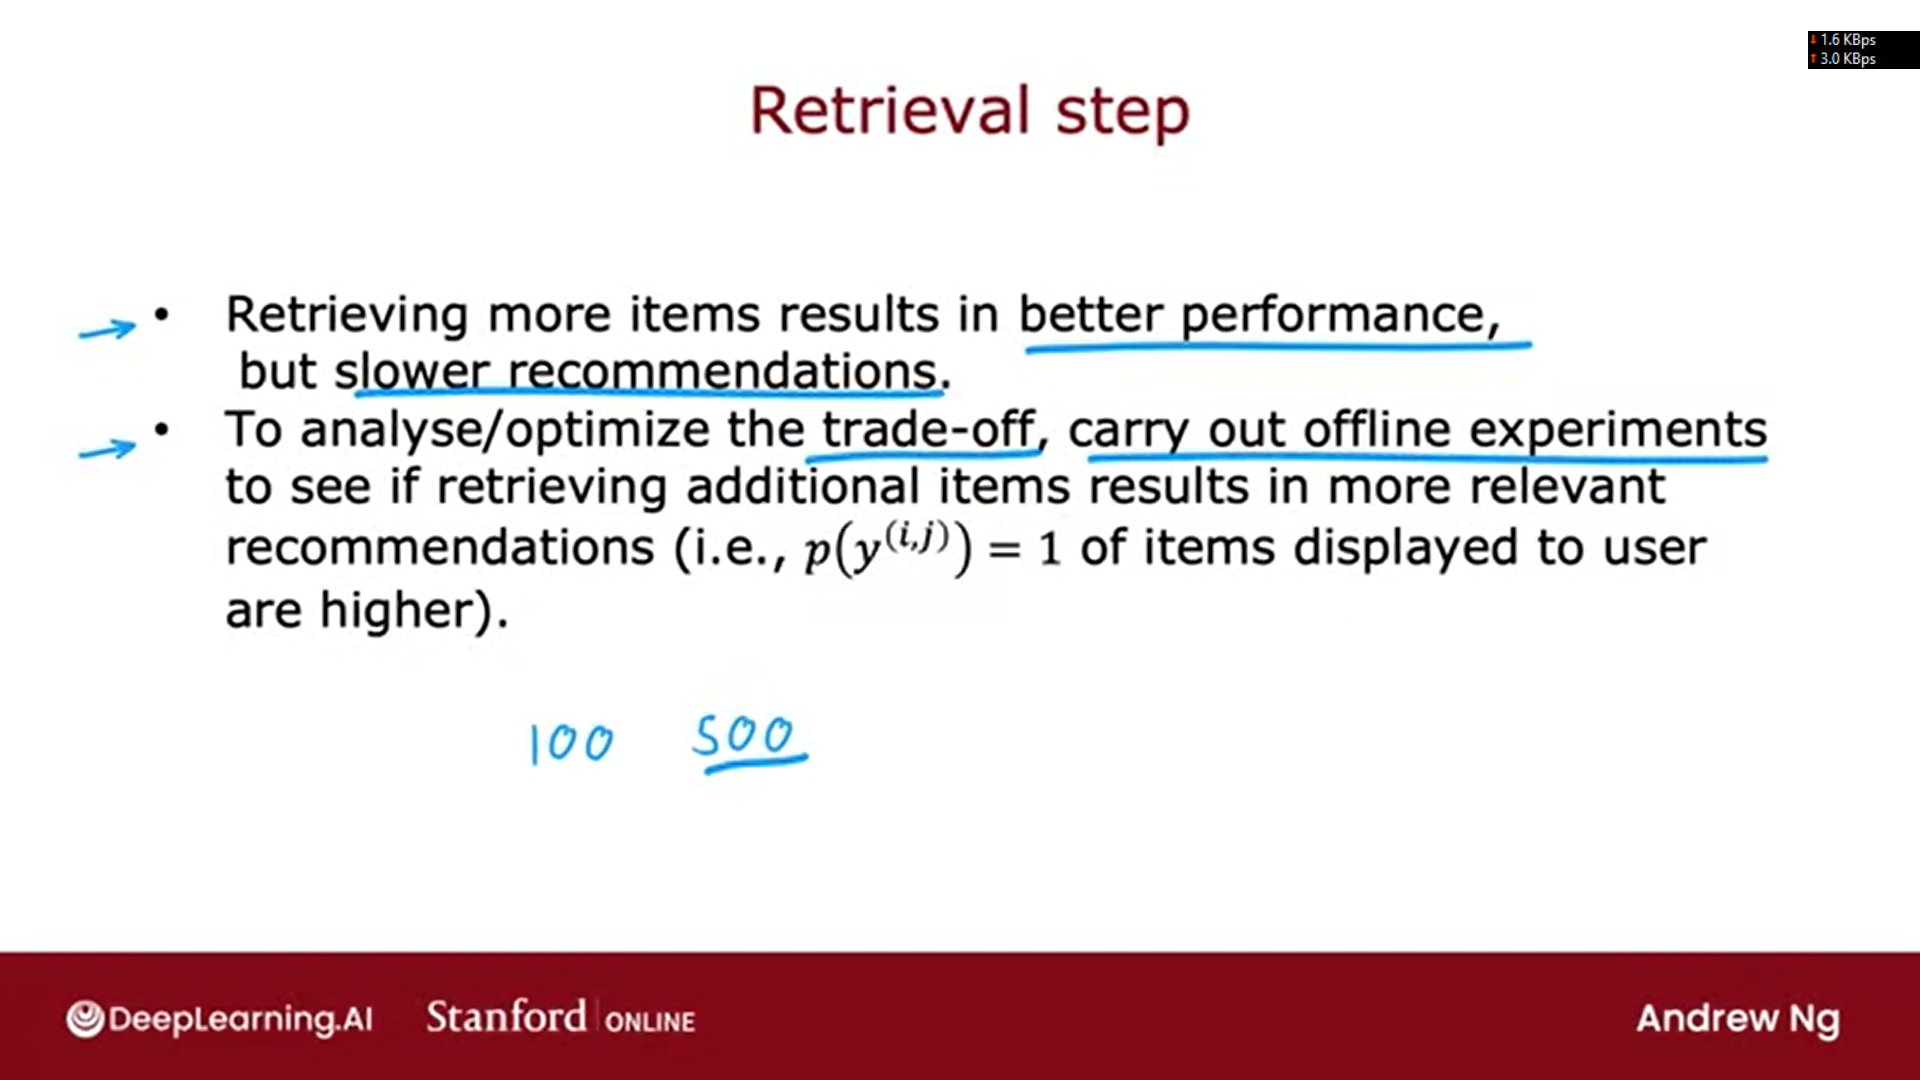 ↓ 1.6 KBps
↑ 3.0 KBps
Retrieval step
• Retrieving more items results in better performance,
but slower recommendations.
• To analyse/optimize the trade-off, carry out offline experiments
to see if retrieving additional items results in more relevant
recommendations (i.e., p(y^(i,j)) = 1 of items displayed to user
are higher).
100 500
DeepLearning.AI Stanford | ONLINE Andrew Ng